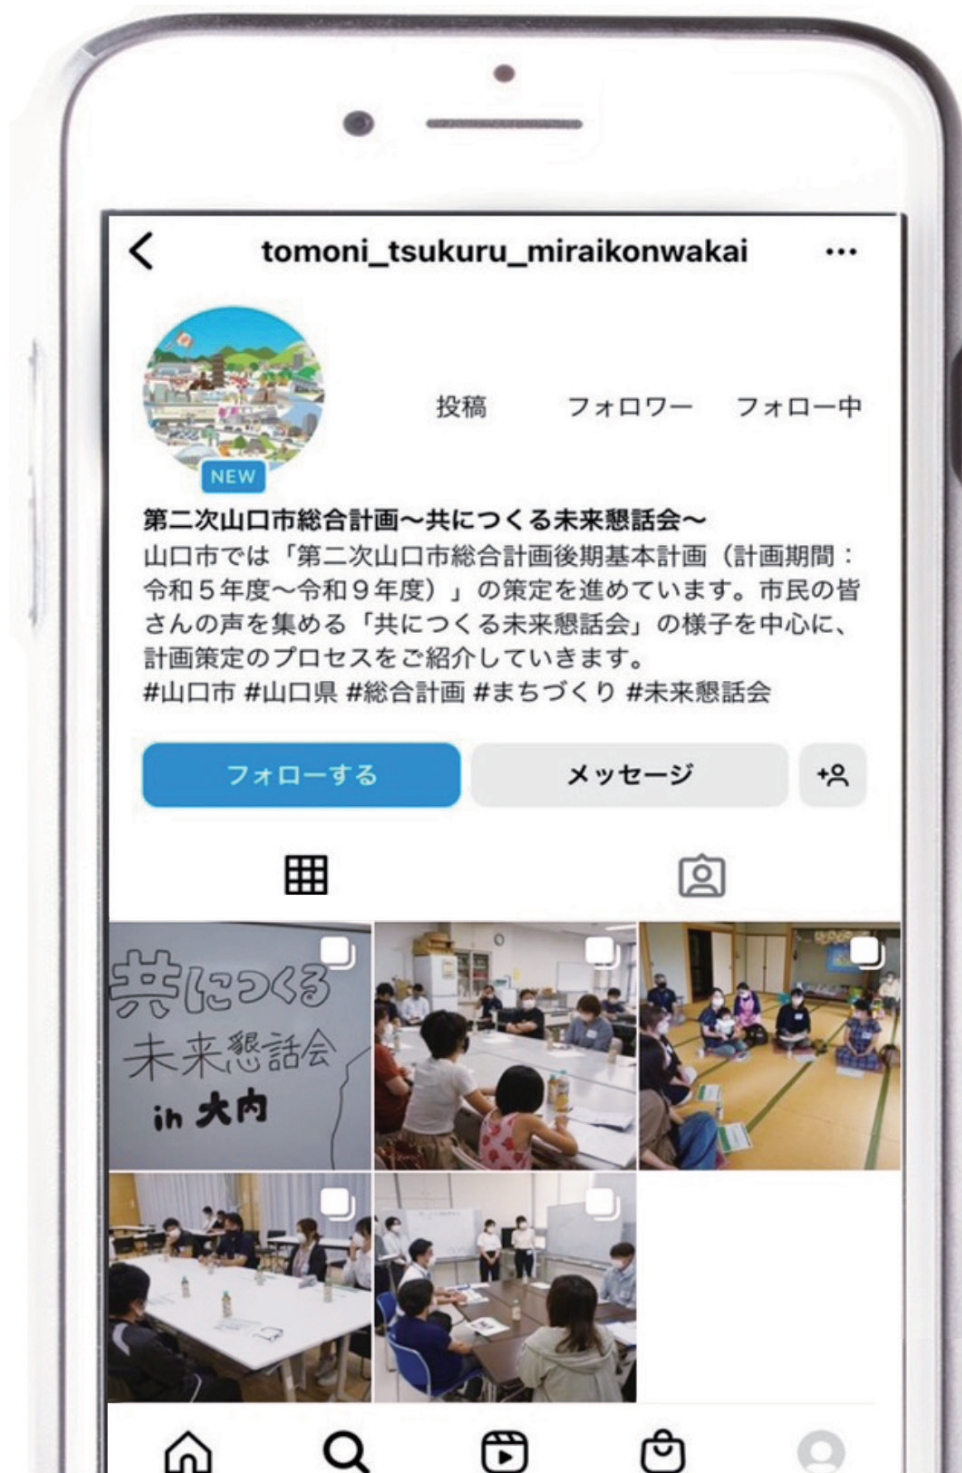 tomoni_tsukuru_miraikonwakai
投稿 フォロワー フォロー中
NEW
第二次山口市総合計画～共につくる未来懇話会～
山口市では「第二次山口市総合計画後期基本計画（計画期間：
令和５年度～令和９年度）」の策定を進めています。市民の皆
さんの声を集める「共につくる未来懇話会」の様子を中心に、
計画策定のプロセスをご紹介していきます。
#山口市 #山口県 #総合計画 #まちづくり #未来懇話会
フォローする メッセージ
共につくる
未来懇話会
in 大内